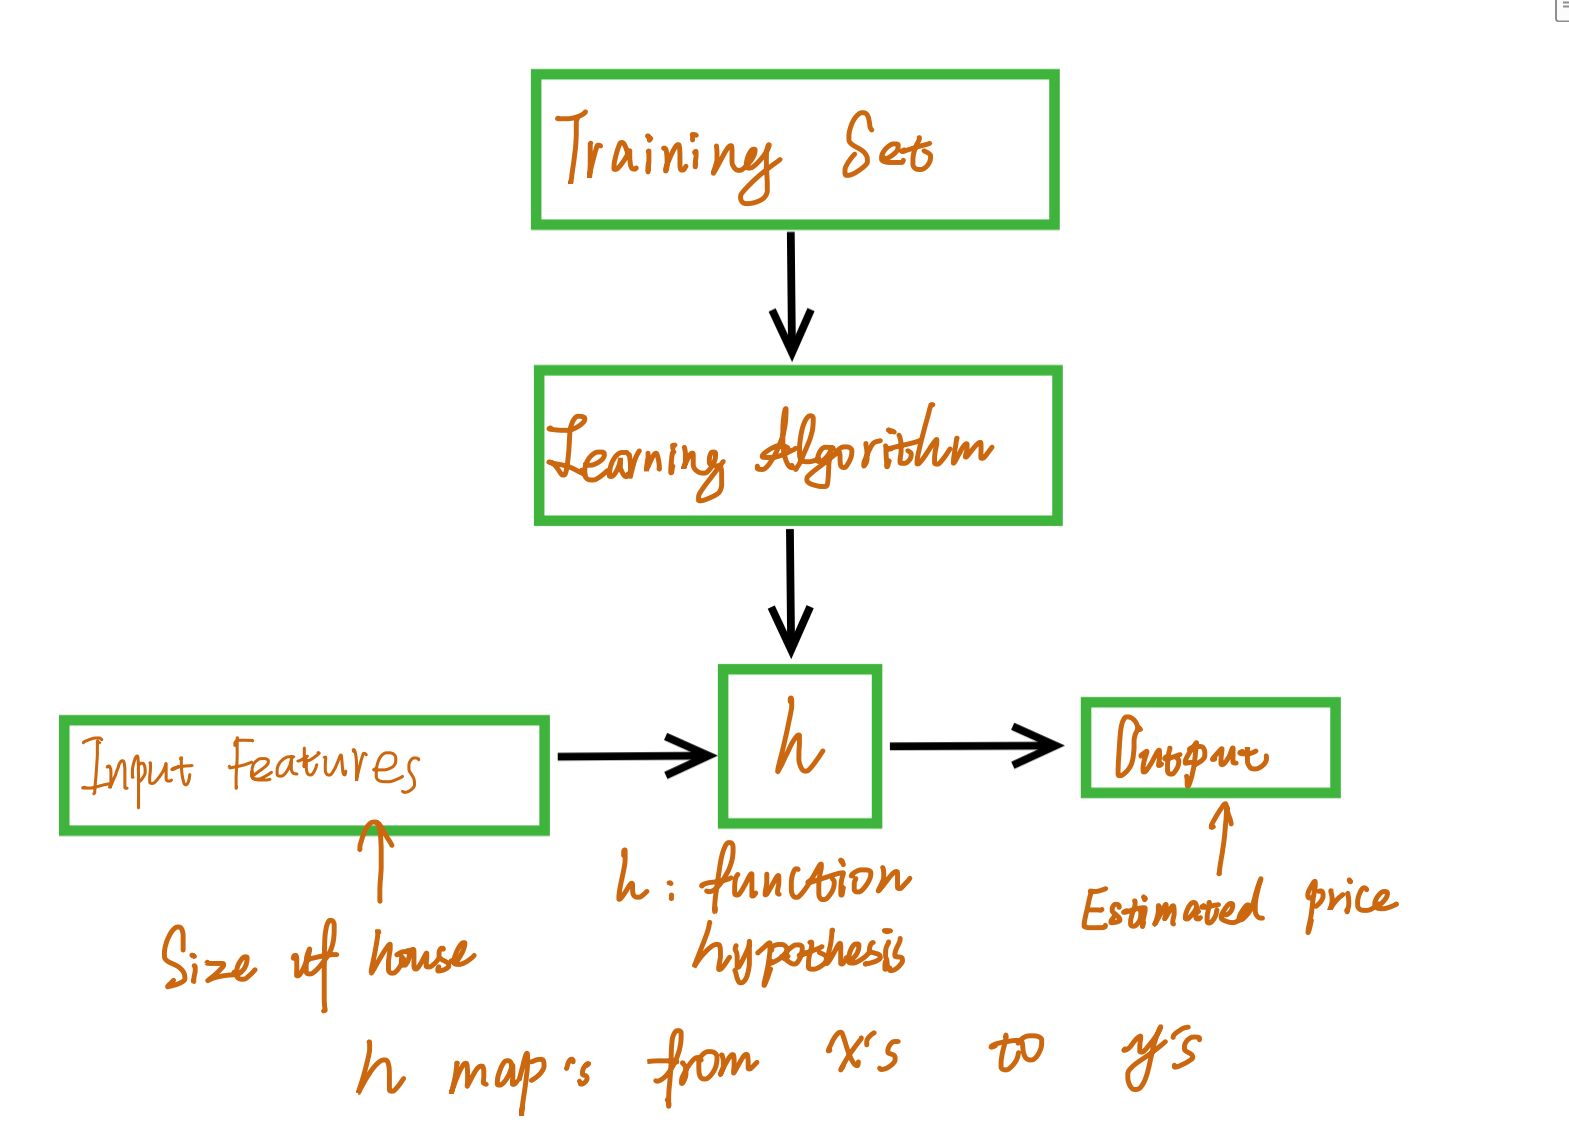 Training Set
Learning Algorithm
Input Features
h
Output
h: function
hypothesis
Estimated price
Size of house
h map's from x's to y's